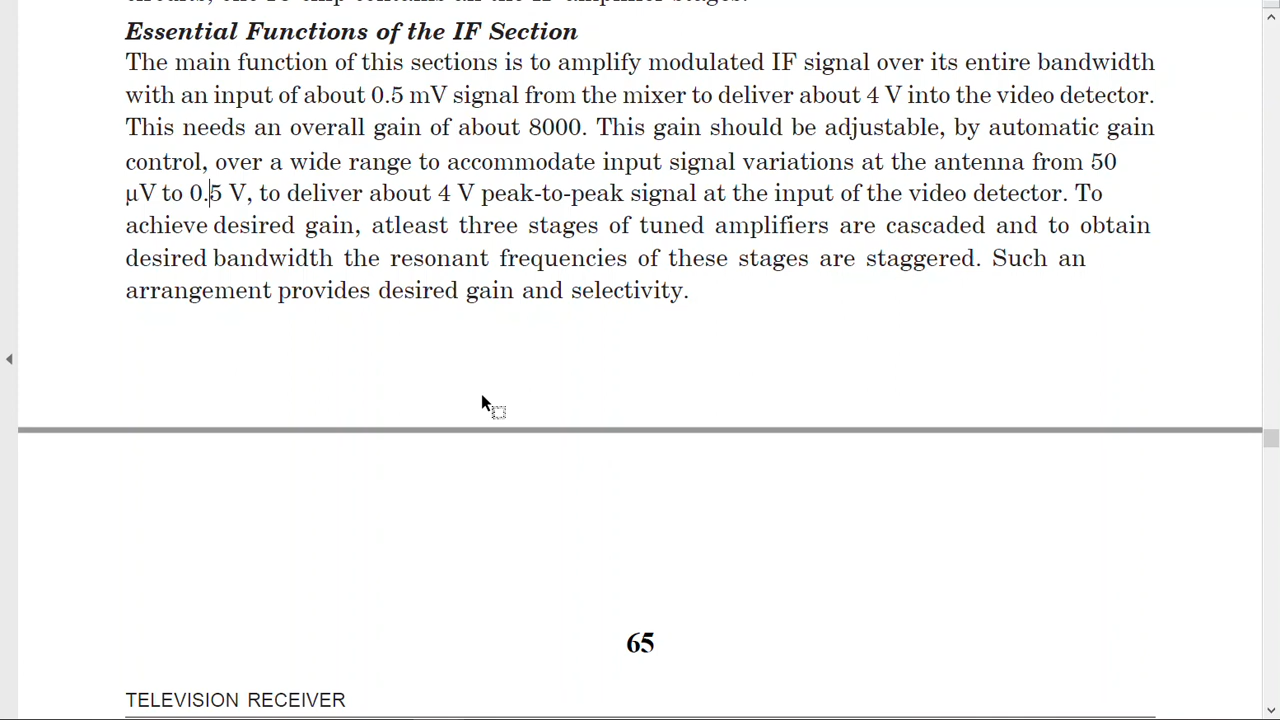 Essential Functions of the IF Section
The main function of this sections is to amplify modulated IF signal over its entire bandwidth
with an input of about 0.5 mV signal from the mixer to deliver about 4 V into the video detector.
This needs an overall gain of about 8000. This gain should be adjustable, by automatic gain
control, over a wide range to accommodate input signal variations at the antenna from 50
µV to 0.5 V, to deliver about 4 V peak-to-peak signal at the input of the video detector. To
achieve desired gain, atleast three stages of tuned amplifiers are cascaded and to obtain
desired bandwidth the resonant frequencies of these stages are staggered. Such an
arrangement provides desired gain and selectivity.
65
TELEVISION RECEIVER